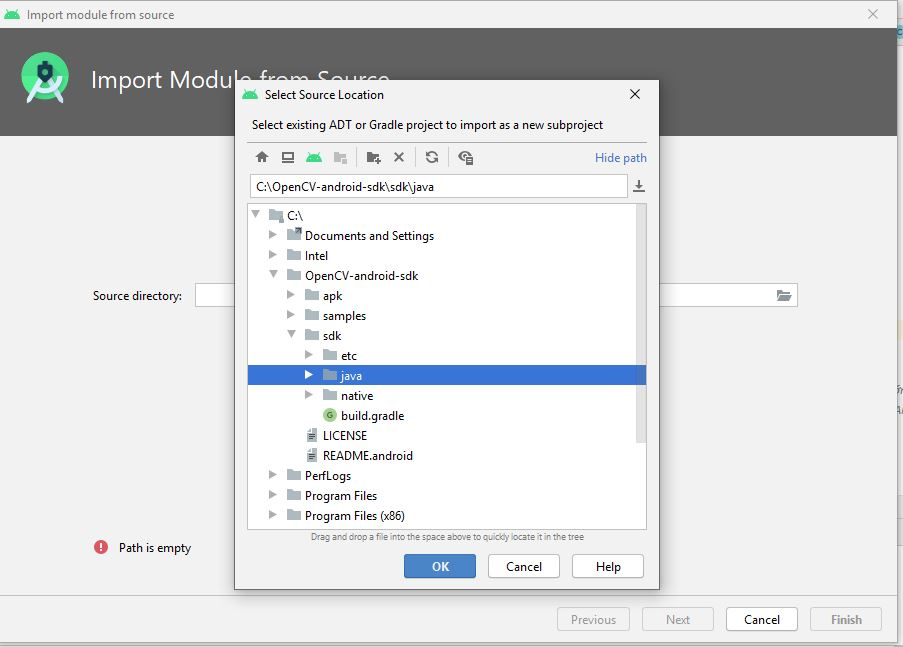 Import module from source
Import Module from Source
Select Source Location
Select existing ADT or Gradle project to import as a new subproject
Hide path
C:\OpenCV-android-sdk\sdk\java
C:\
Documents and Settings
Intel
OpenCV-android-sdk
apk
samples
Source directory:
sdk
etc
java
native
G build.gradle
LICENSE
README.android
PerfLogs
Program Files
Program Files (x86)
Drag and drop a file into the space above to quickly locate it in the tree
Path is empty
OK Cancel Help
Previous Next Cancel Finish